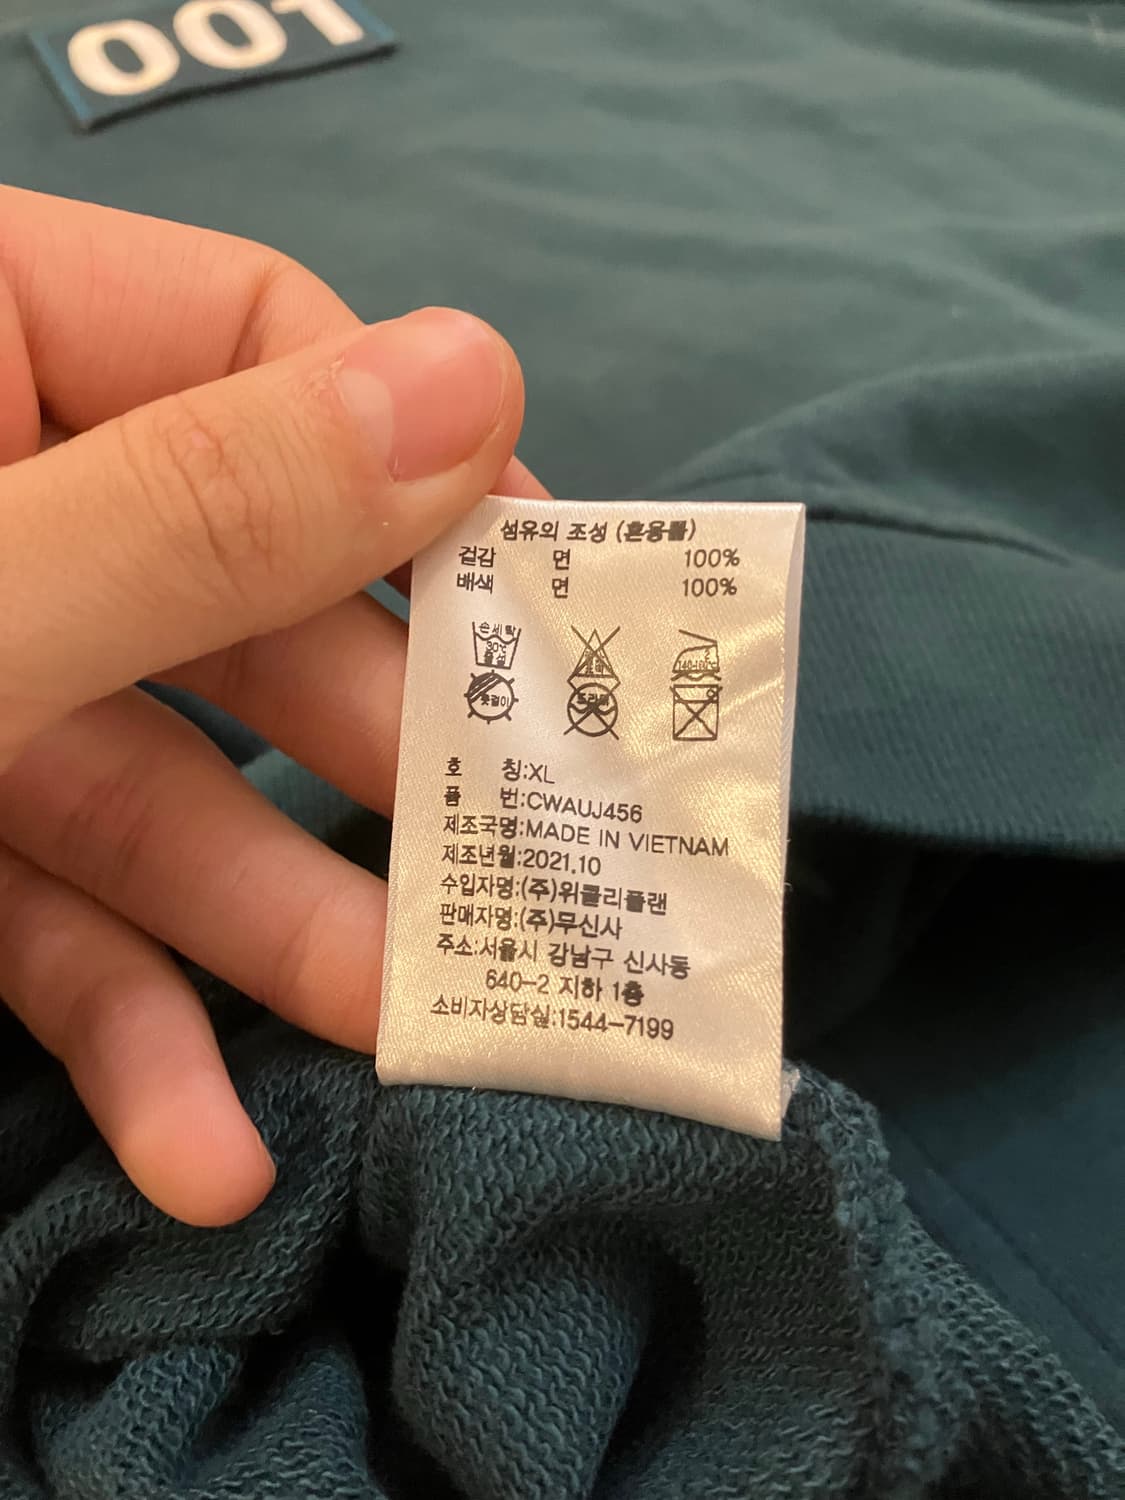 001
섬유의 조성 (혼용률)
겉감 면 100%
배색 면 100%
손세탁
30℃
중성
옷걸이
드라이
호 칭:XL
품 번:CWAUJ456
제조국명:MADE IN VIETNAM
제조년월:2021.10
수입자명:(주)위클리플랜
판매자명:(주)무신사
주소:서울시 강남구 신사동
640-2 지하 1층
소비자상담실:1544-7199